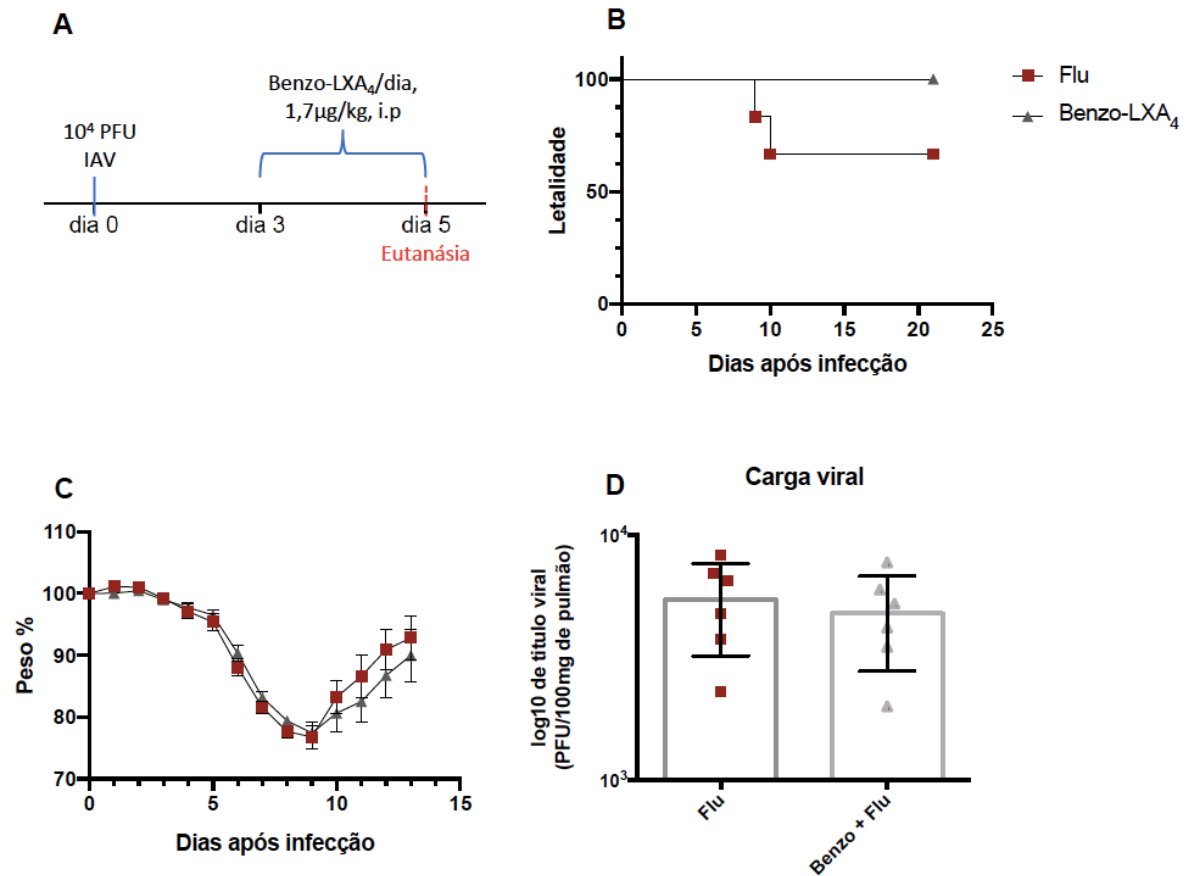 A
Benzo-LXA₄/dia,
1,7µg/kg, i.p
10⁴ PFU
IAV
dia 0
dia 3
dia 5
Eutanásia
B
Letalidade
100
50
0
0 5 10 15 20 25
Dias após infecção
Flu
Benzo-LXA₄
C
Peso %
110
100
90
80
70
0 5 10 15
Dias após infecção
D
Carga viral
log10 de titulo viral
(PFU/100mg de pulmão)
10⁴
10³
Flu
Benzo + Flu